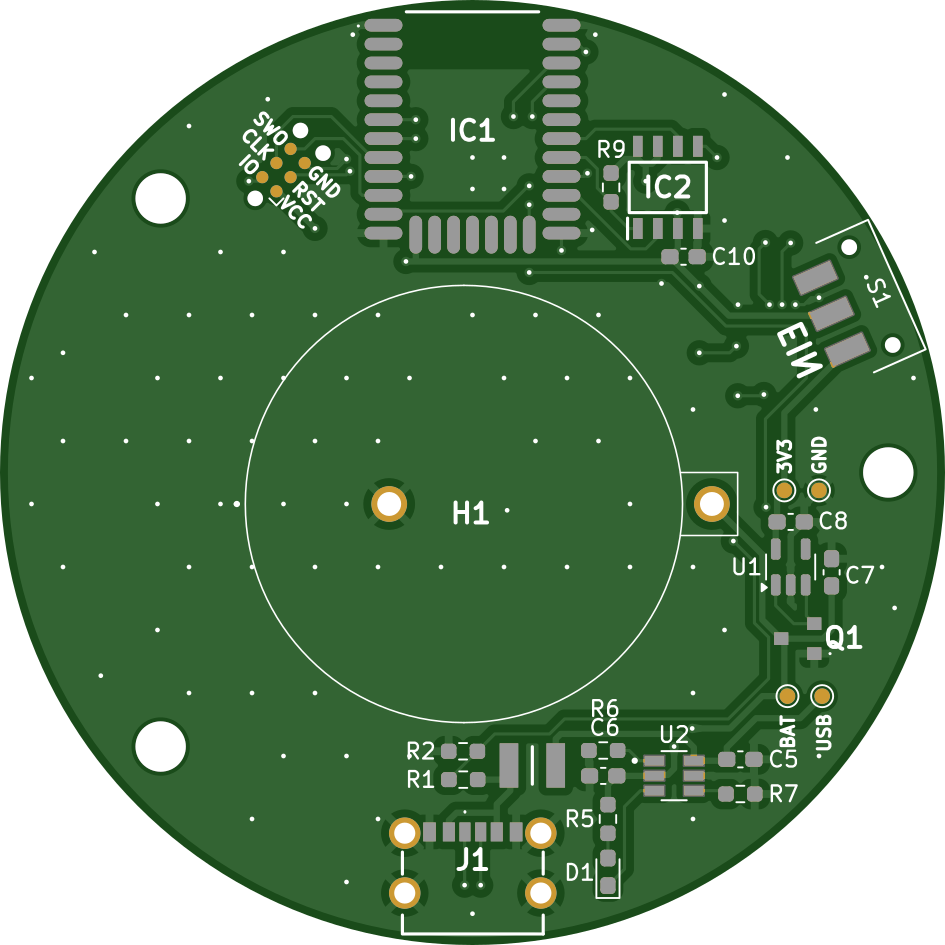 IC1
SWO
CLK
IO
GND
RST
VCC
R9
IC2
C10
S1
EIW
3V3
GND
H1
C8
U1
C7
Q1
R6
C6
BAT
USB
U2
R2
R1
C5
R7
R5
J1
D1